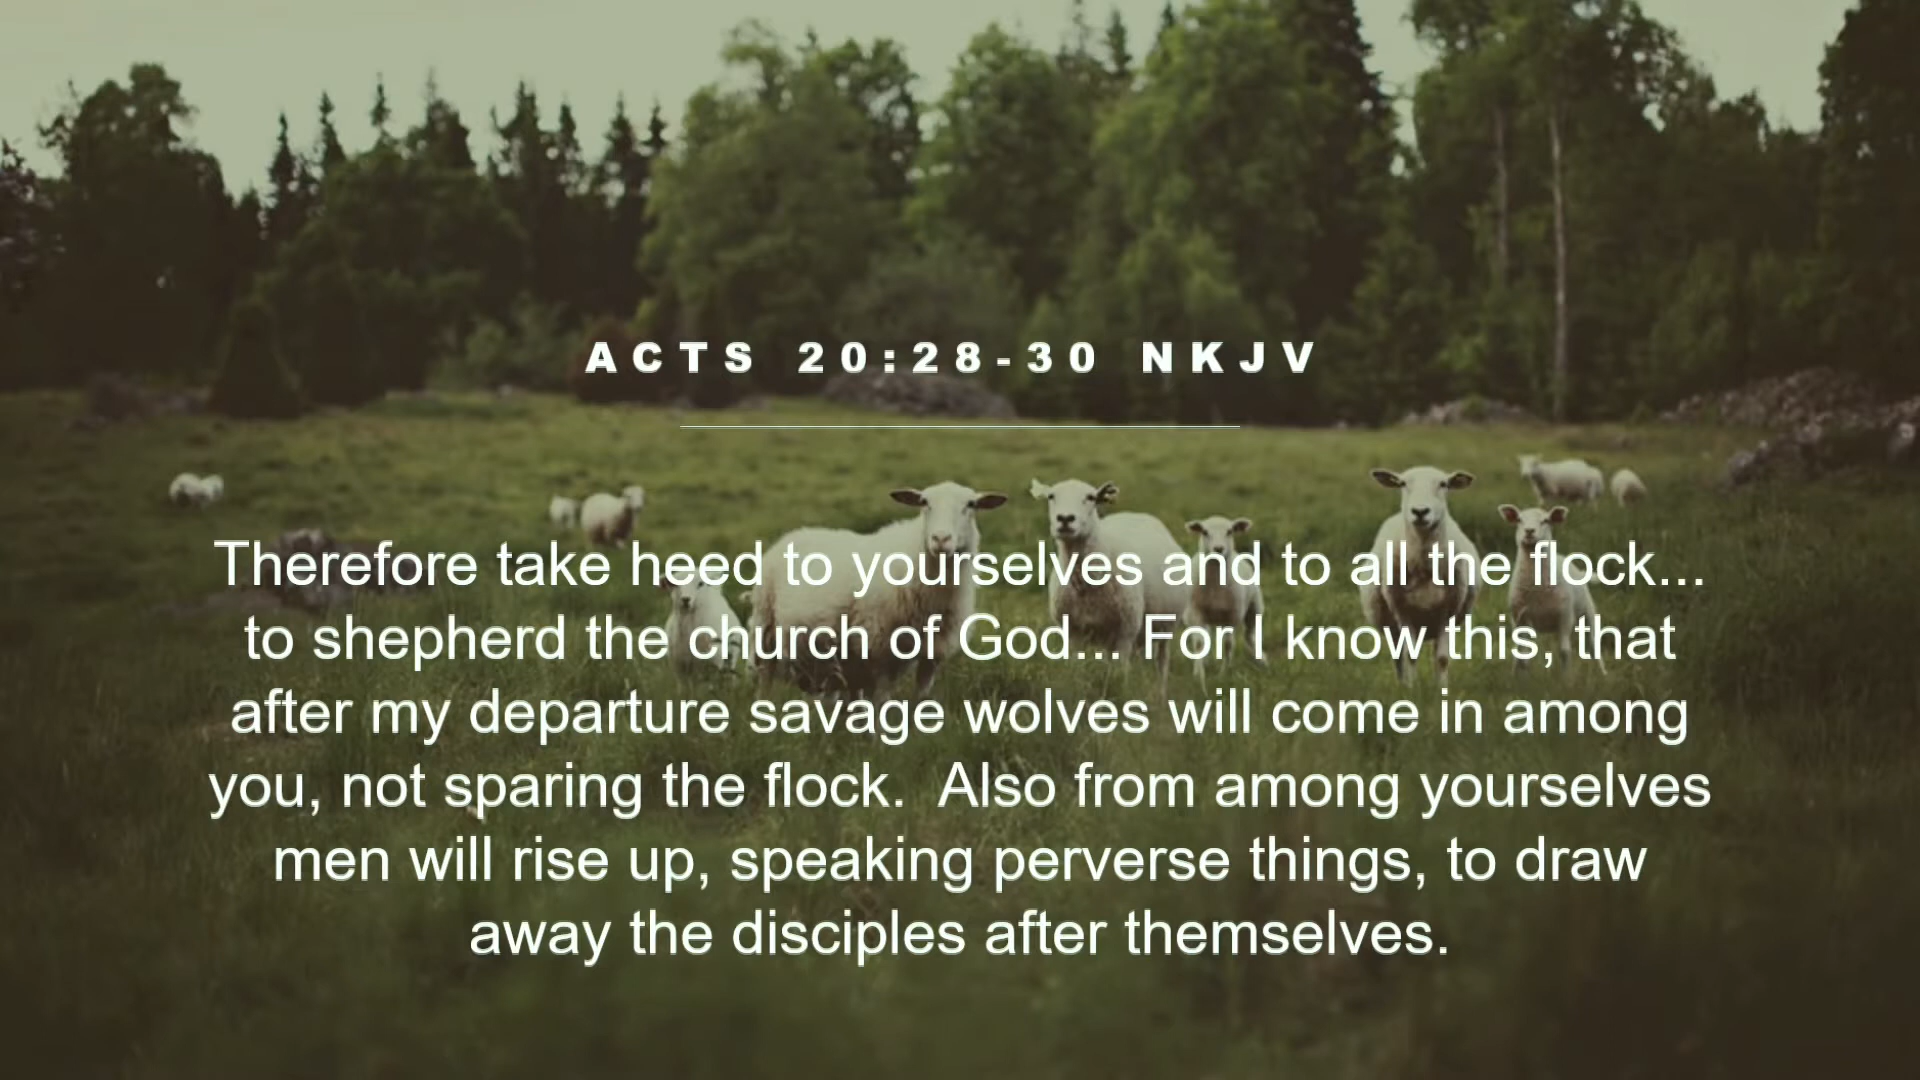 ACTS 20:28-30 NKJV
Therefore take heed to yourselves and to all the flock...
to shepherd the church of God... For I know this, that
after my departure savage wolves will come in among
you, not sparing the flock.  Also from among yourselves
men will rise up, speaking perverse things, to draw
away the disciples after themselves.